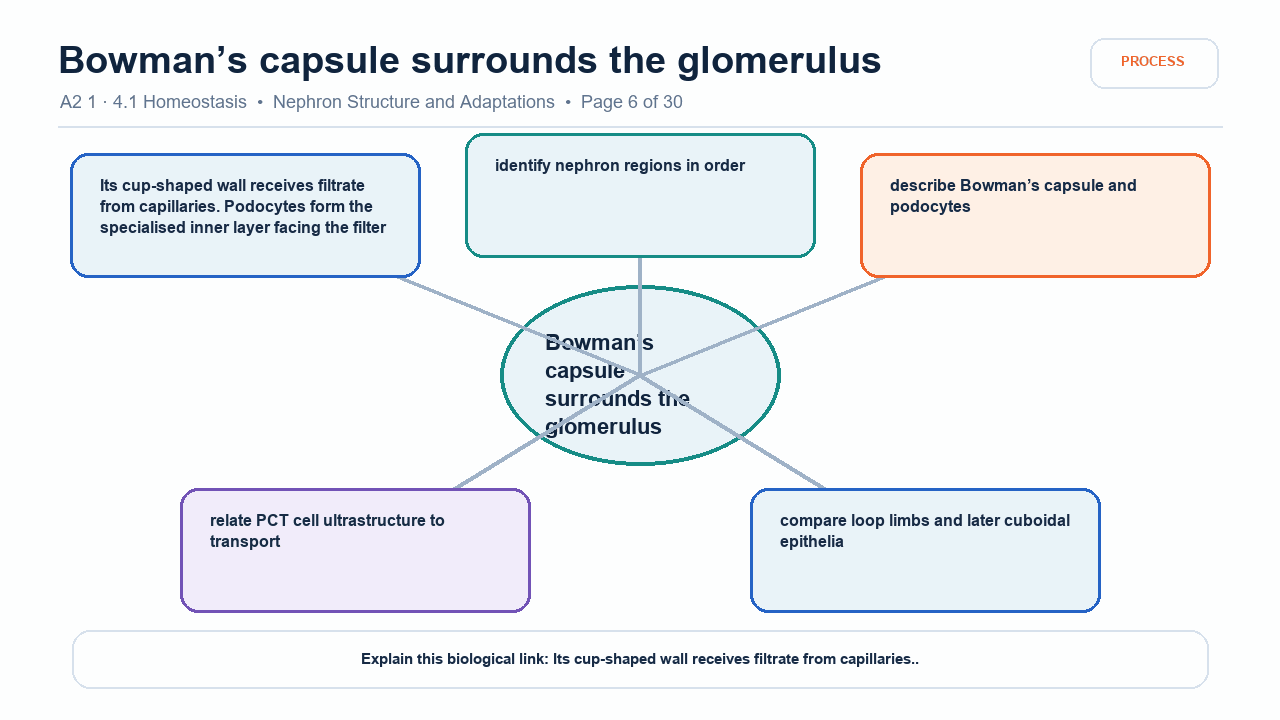 Bowman’s capsule surrounds the glomerulus
PROCESS
A2 1 · 4.1 Homeostasis • Nephron Structure and Adaptations • Page 6 of 30
Its cup-shaped wall receives filtrate
from capillaries. Podocytes form the
specialised inner layer facing the filter
identify nephron regions in order
describe Bowman’s capsule and
podocytes
Bowman’s
capsule
surrounds the
glomerulus
relate PCT cell ultrastructure to
transport
compare loop limbs and later cuboidal
epithelia
Explain this biological link: Its cup-shaped wall receives filtrate from capillaries..